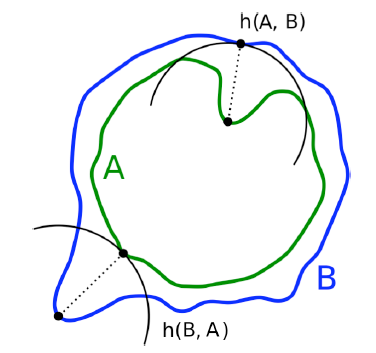 h(A, B)
A
B
h(B, A)